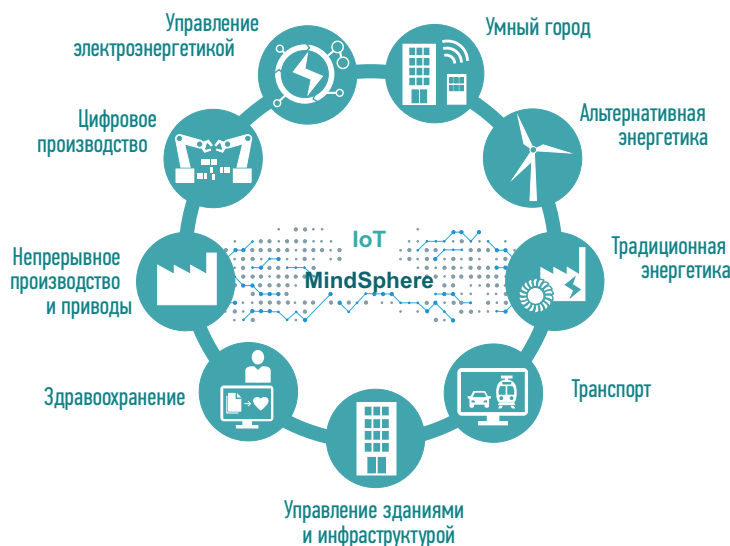 Управление
электроэнергетикой
Умный город
Цифровое
производство
Альтернативная
энергетика
IoT
MindSphere
Непрерывное
производство
и приводы
Традиционная
энергетика
Здравоохранение
Транспорт
Управление зданиями
и инфраструктурой